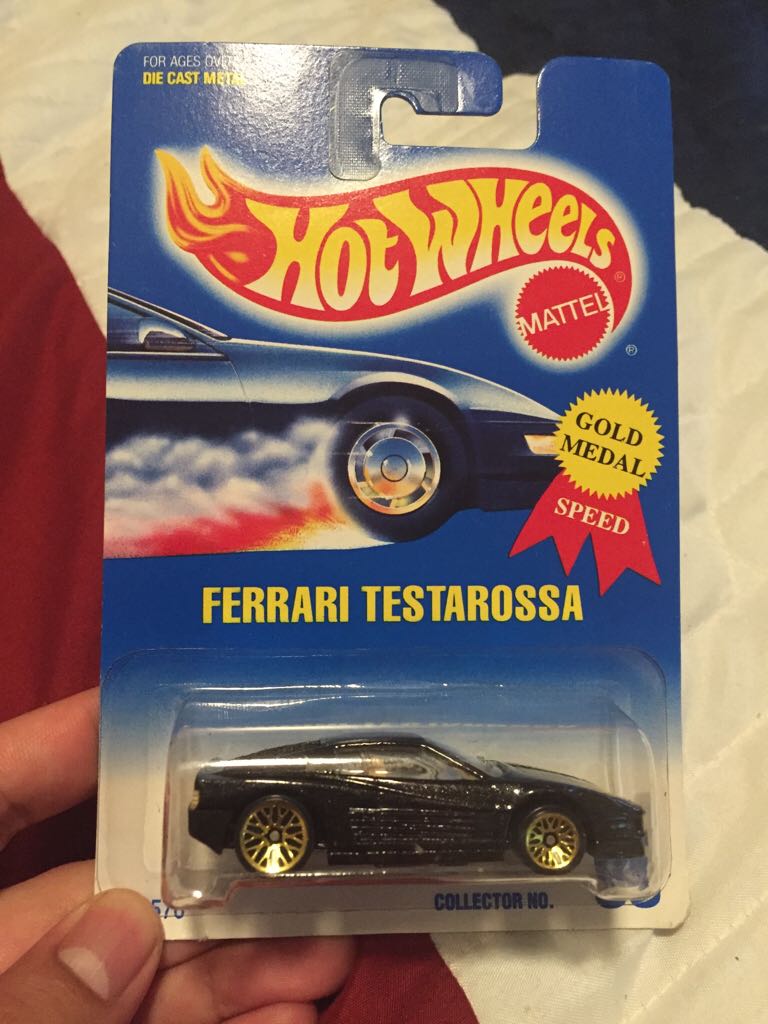 FOR AGES OVER
DIE CAST METAL
Hot Wheels
®
MATTEL
®
GOLD
MEDAL
SPEED
FERRARI TESTAROSSA
COLLECTOR NO.